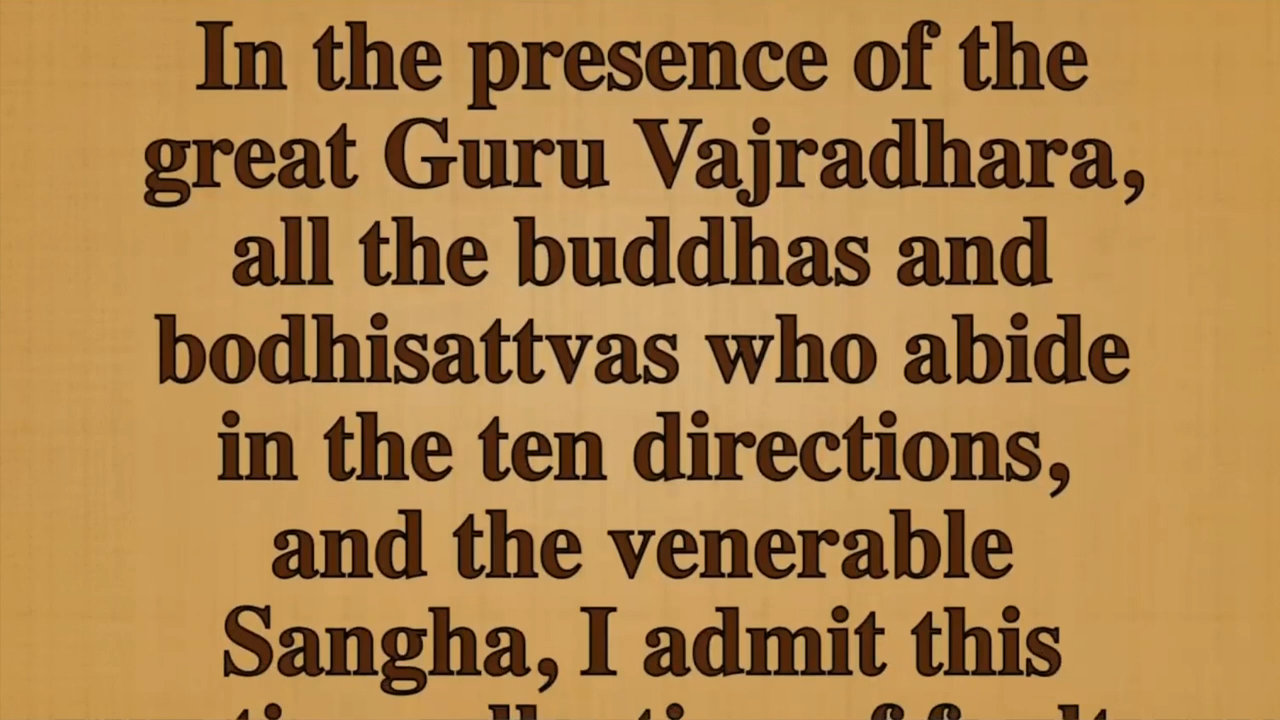 In the presence of the
great Guru Vajradhara,
all the buddhas and
bodhisattvas who abide
in the ten directions,
and the venerable
Sangha, I admit this